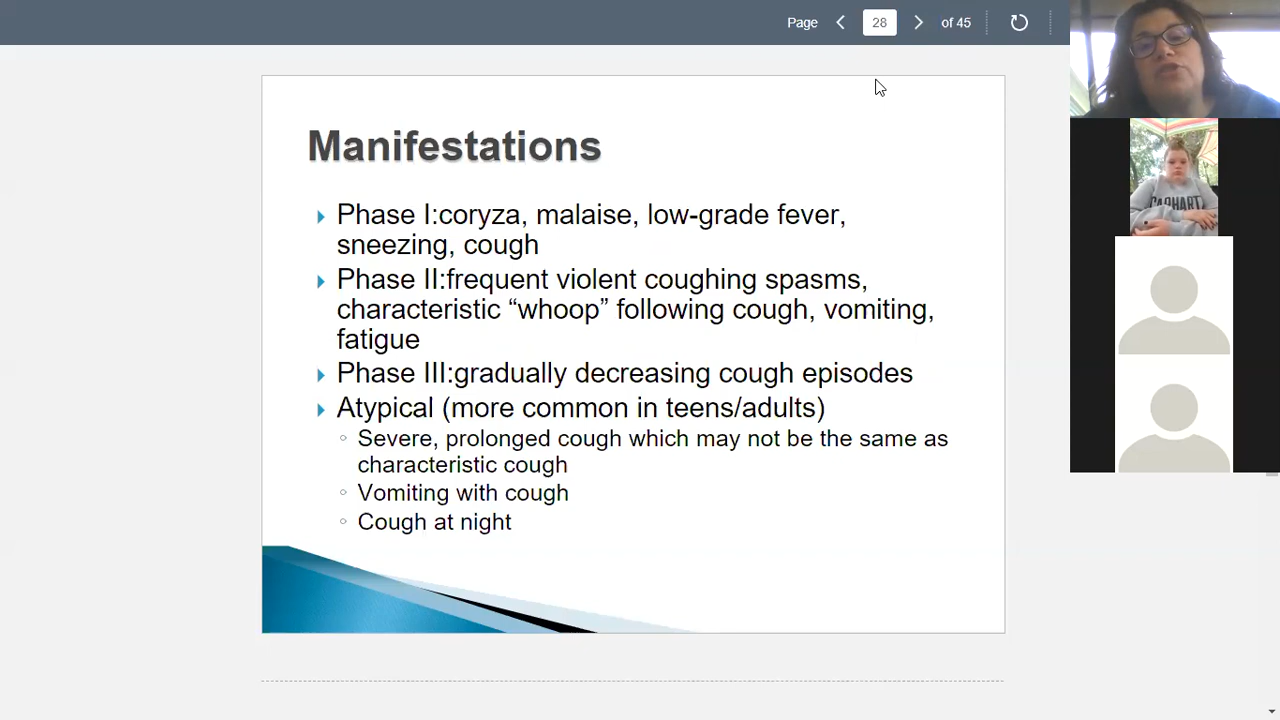 Page 28 of 45
Manifestations
Phase I:coryza, malaise, low-grade fever,
sneezing, cough
Phase II:frequent violent coughing spasms,
characteristic “whoop” following cough, vomiting,
fatigue
Phase III:gradually decreasing cough episodes
Atypical (more common in teens/adults)
Severe, prolonged cough which may not be the same as
characteristic cough
Vomiting with cough
Cough at night
CARHARTT